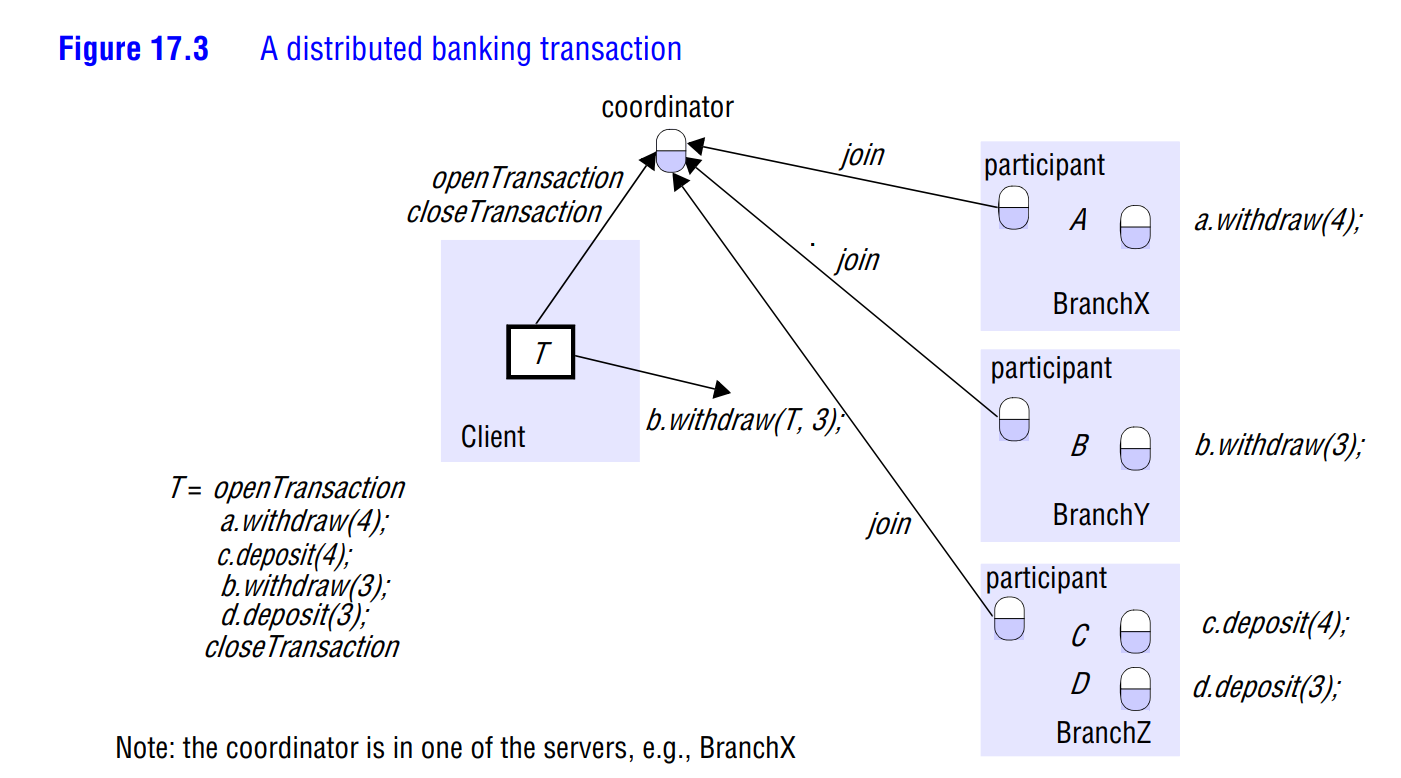 Figure 17.3 A distributed banking transaction
coordinator
join
openTransaction
closeTransaction
participant
A
a.withdraw(4);
BranchX
join
T
Client
b.withdraw(T, 3);
participant
B
b.withdraw(3);
BranchY
join
T = openTransaction
a.withdraw(4);
c.deposit(4);
b.withdraw(3);
d.deposit(3);
closeTransaction
participant
C
c.deposit(4);
D
d.deposit(3);
BranchZ
Note: the coordinator is in one of the servers, e.g., BranchX